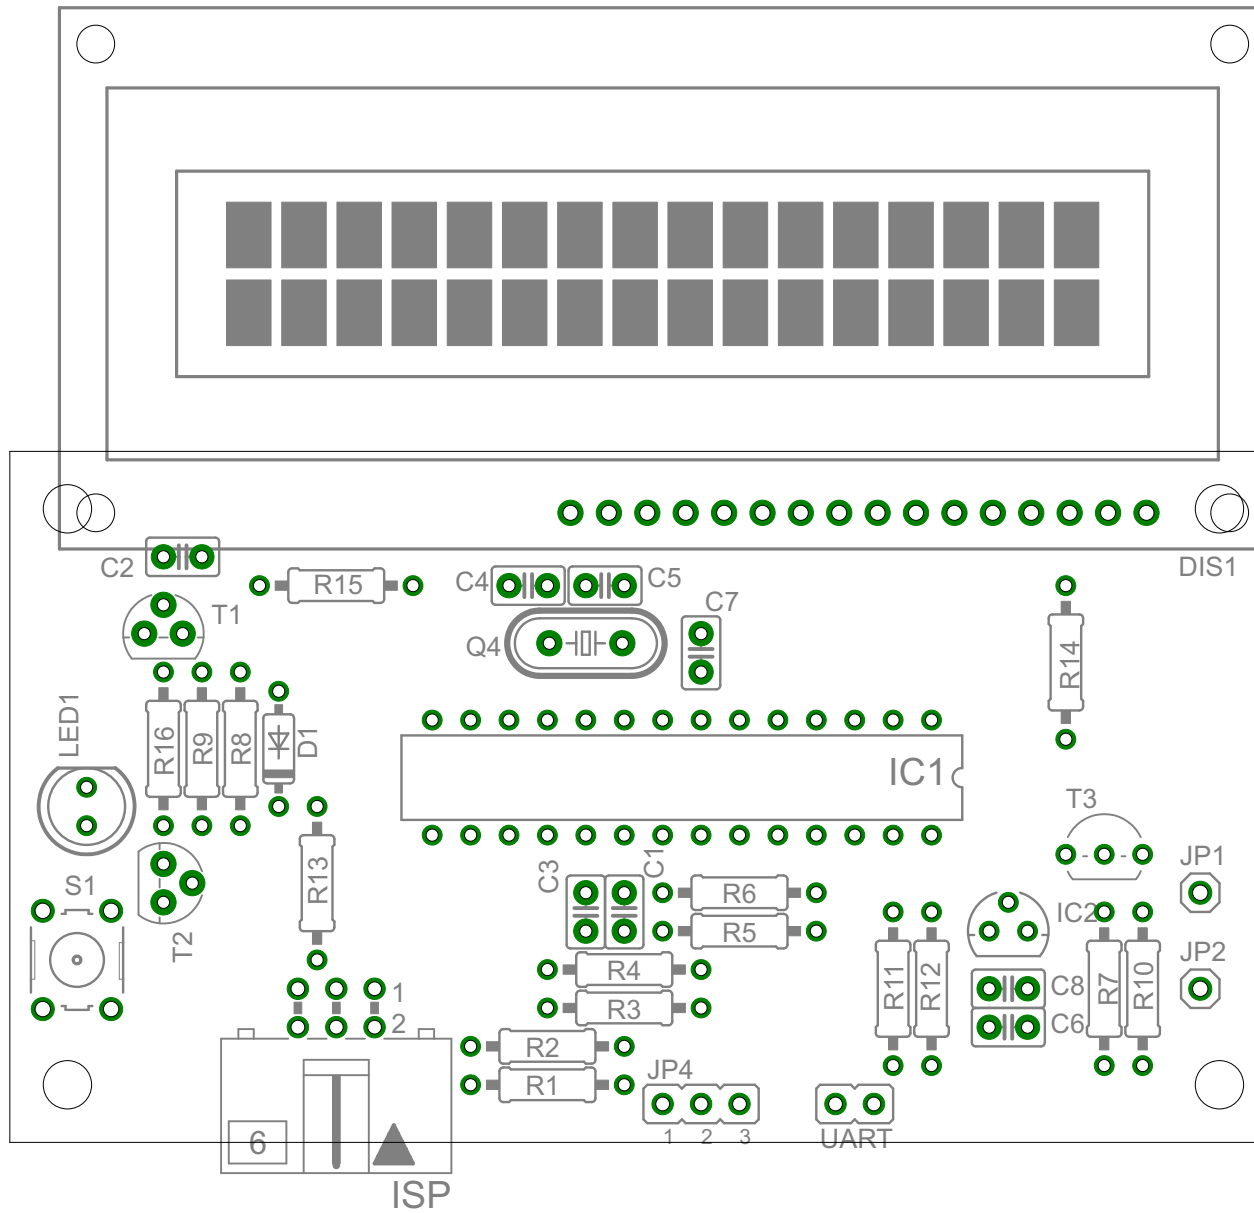 DIS1
C2
R15
C4
C5
C7
T1
Q4
R14
LED1
R16
R9
R8
D1
IC1
T3
R13
C3
C1
JP1
S1
R6
IC2
T2
R5
JP2
R4
R11
R12
C8
R7
R10
1
R3
2
C6
R2
JP4
R1
1 2 3
UART
6
ISP